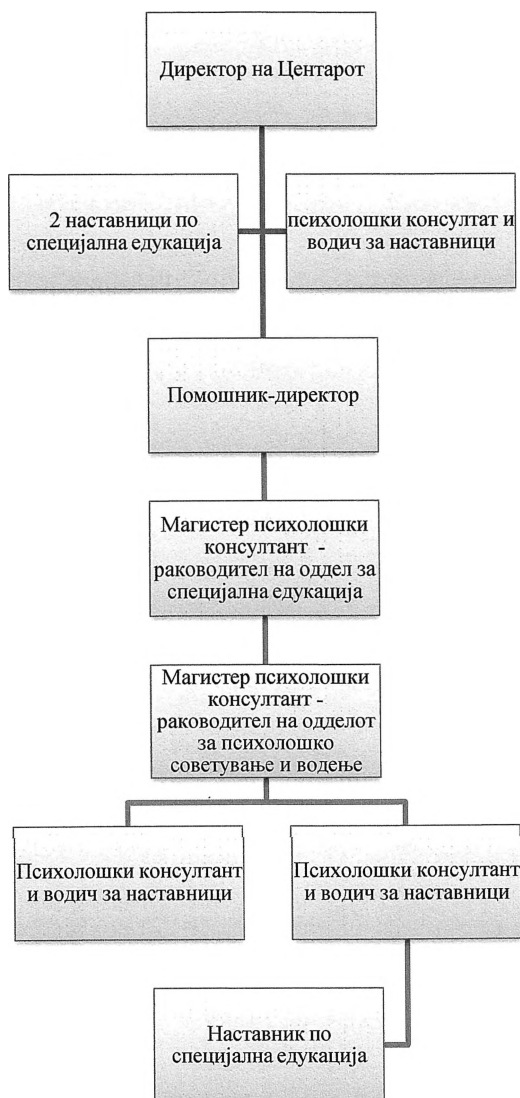 Директор на Центарот
2 наставници по
специјална едукација
психолошки консултат и
водич за наставници
Помошник-директор
Магистер психолошки
консултант -
раководител на оддел за
специјална едукација
Магистер психолошки
консултант -
раководител на одделот
за психолошко
советување и водење
Психолошки консултант
и водич за наставници
Психолошки консултант
и водич за наставници
Наставник по
специјална едукација